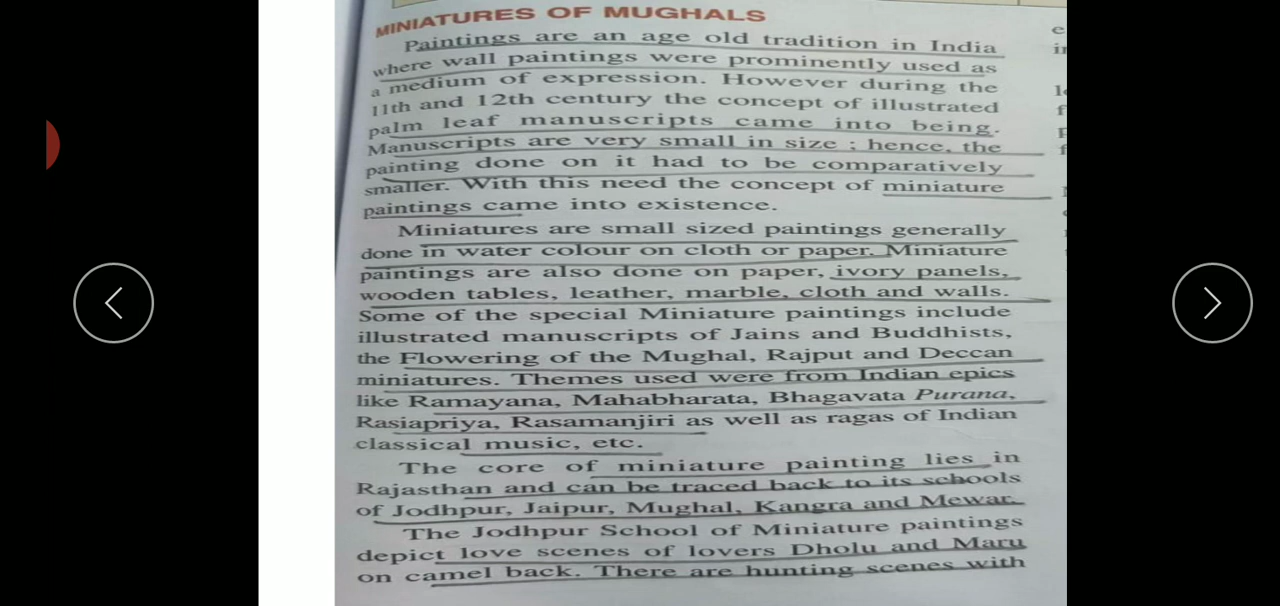 MINIATURES OF MUGHALS
Paintings are an age old tradition in India
where wall paintings were prominently used as
a medium of expression. However during the
11th and 12th century the concept of illustrated
palm leaf manuscripts came into being.
Manuscripts are very small in size ; hence, the
painting done on it had to be comparatively
smaller. With this need the concept of miniature
paintings came into existence.
Miniatures are small sized paintings generally
done in water colour on cloth or paper. Miniature
paintings are also done on paper, ivory panels,
wooden tables, leather, marble, cloth and walls.
Some of the special Miniature paintings include
illustrated manuscripts of Jains and Buddhists,
the Flowering of the Mughal, Rajput and Deccan
miniatures. Themes used were from Indian epics
like Ramayana, Mahabharata, Bhagavata Purana,
Rasiapriya, Rasamanjiri as well as ragas of Indian
classical music, etc.
The core of miniature painting lies in
Rajasthan and can be traced back to its schools
of Jodhpur, Jaipur, Mughal, Kangra and Mewar.
The Jodhpur School of Miniature paintings
depict love scenes of lovers Dholu and Maru
on camel back. There are hunting scenes with